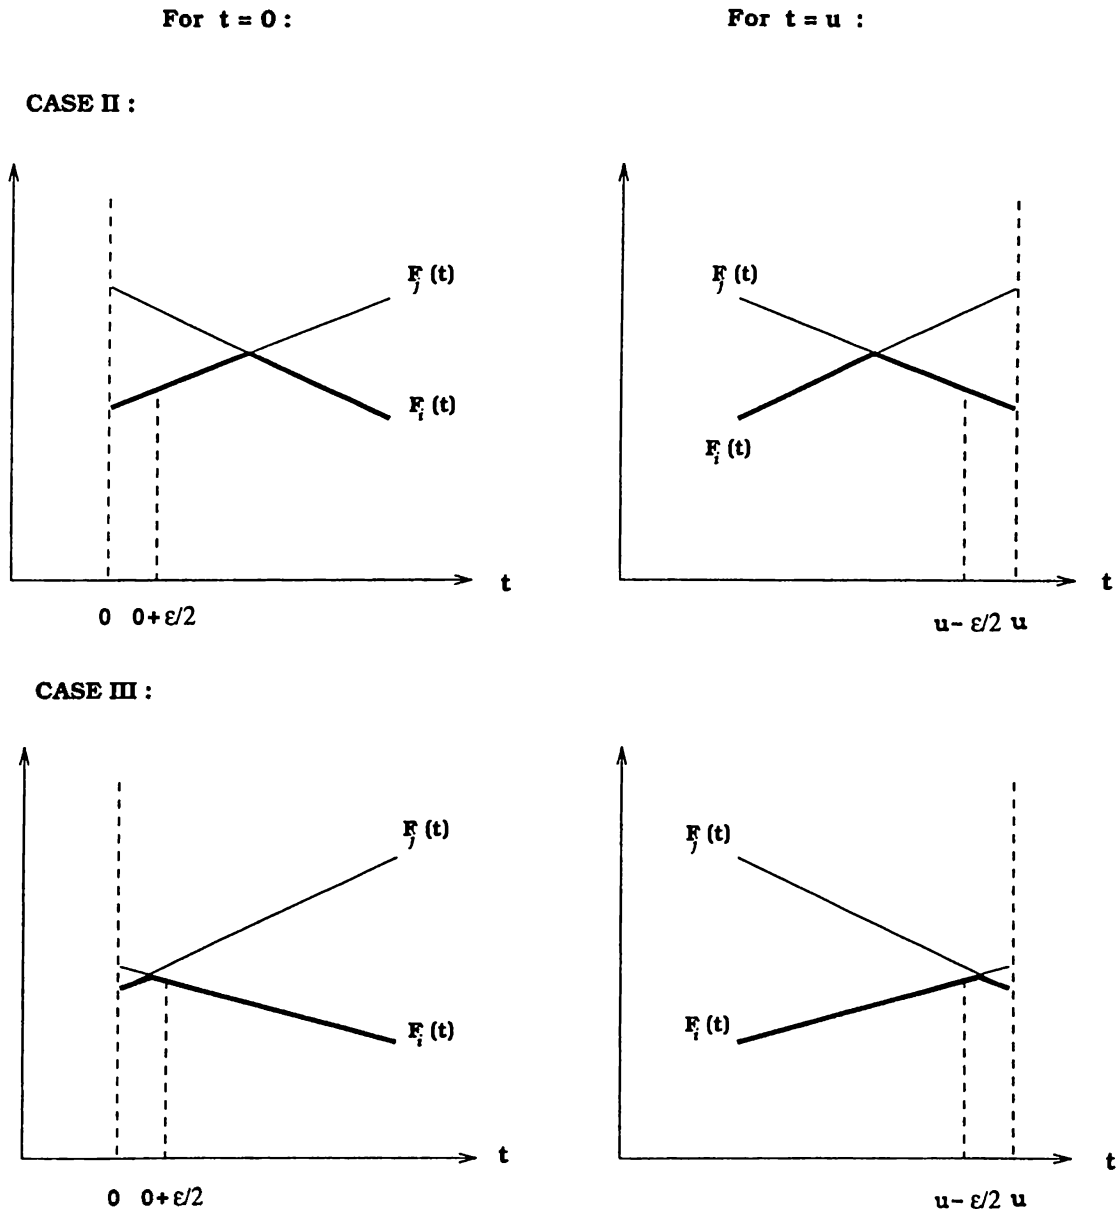 For t = 0 :
For t = u :
CASE II :
F_j (t)
F_i (t)
t
0 0 + ε/2
F_j (t)
F_i (t)
t
u - ε/2 u
CASE III :
F_j (t)
F_i (t)
t
0 0 + ε/2
F_j (t)
F_i (t)
t
u - ε/2 u